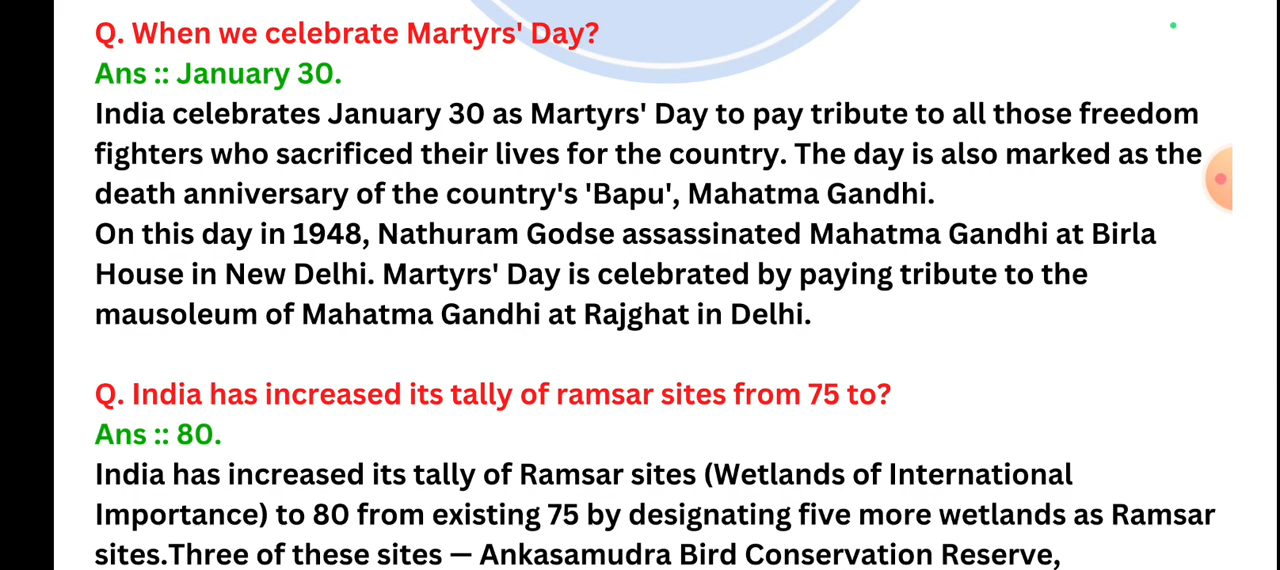 Q. When we celebrate Martyrs' Day?
Ans :: January 30.
India celebrates January 30 as Martyrs' Day to pay tribute to all those freedom
fighters who sacrificed their lives for the country. The day is also marked as the
death anniversary of the country's 'Bapu', Mahatma Gandhi.
On this day in 1948, Nathuram Godse assassinated Mahatma Gandhi at Birla
House in New Delhi. Martyrs' Day is celebrated by paying tribute to the
mausoleum of Mahatma Gandhi at Rajghat in Delhi.
Q. India has increased its tally of ramsar sites from 75 to?
Ans :: 80.
India has increased its tally of Ramsar sites (Wetlands of International
Importance) to 80 from existing 75 by designating five more wetlands as Ramsar
sites.Three of these sites — Ankasamudra Bird Conservation Reserve,